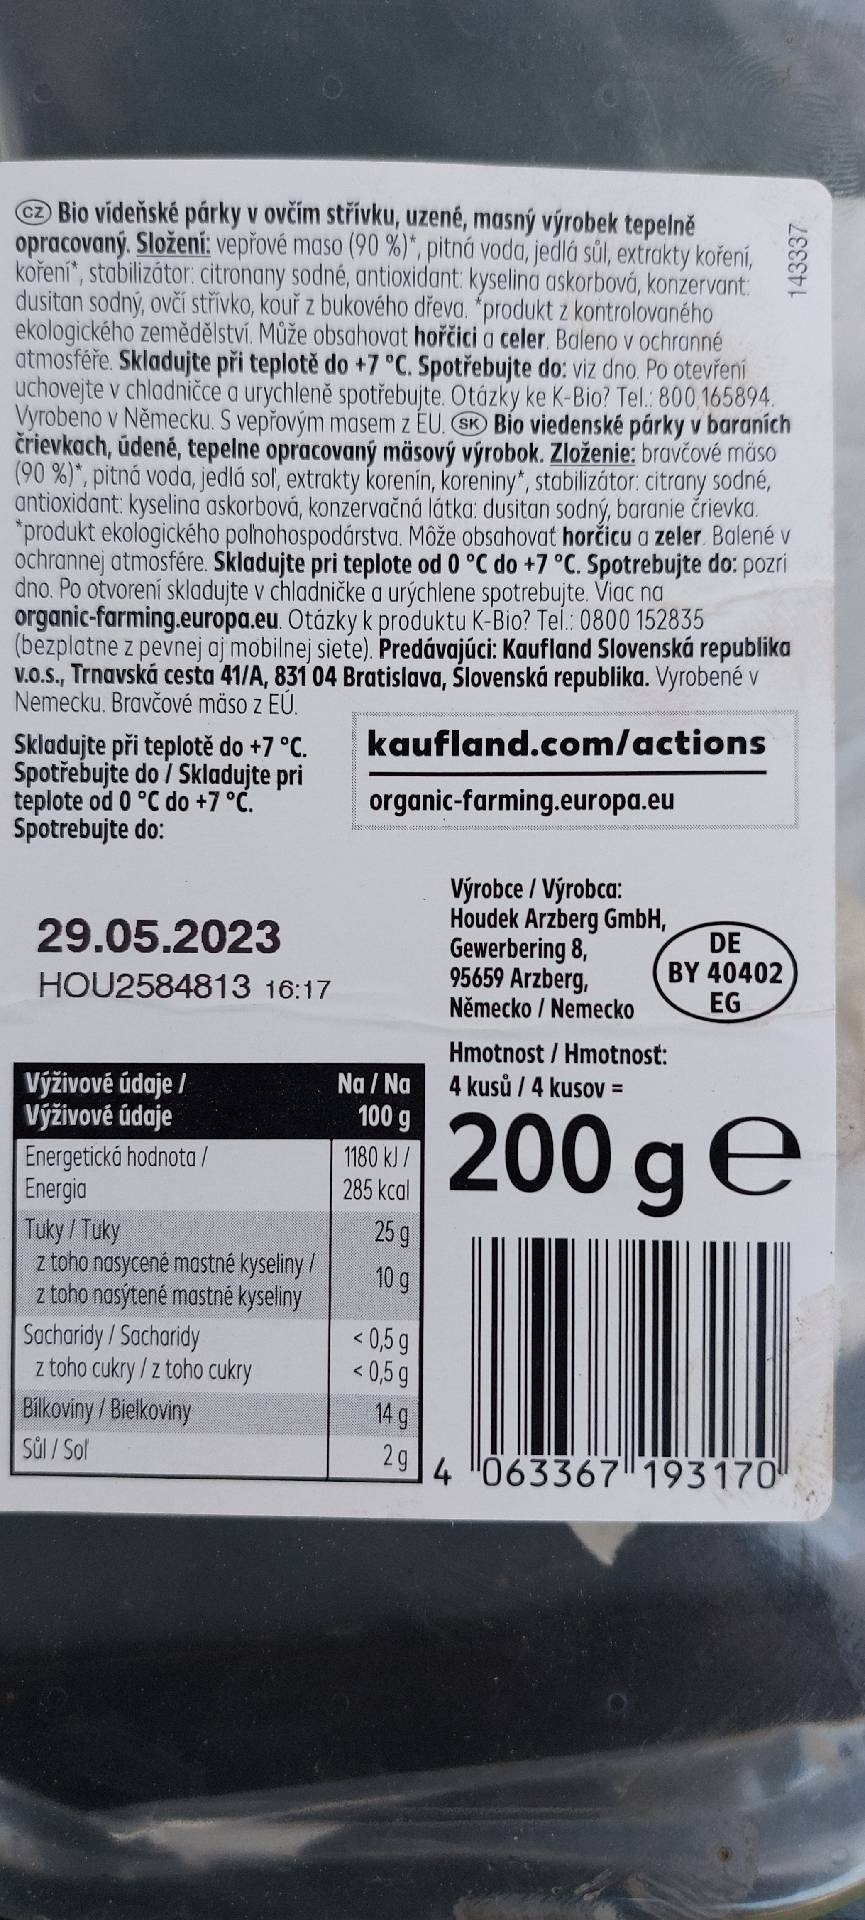 CZ Bio vídeňské párky v ovčím střívku, uzené, masný výrobek tepelně
opracovaný. Složení: vepřové maso (90 %)*, pitná voda, jedlá sůl, extrakty koření,
koření*, stabilizátor: citronany sodné, antioxidant: kyselina askorbová, konzervant:
dusitan sodný, ovčí střívko, kouř z bukového dřeva. *produkt z kontrolovaného
ekologického zemědělství. Může obsahovat hořčici a celer. Baleno v ochranné
atmosféře. Skladujte při teplotě do +7 °C. Spotřebujte do: viz dno. Po otevření
uchovejte v chladničce a urychleně spotřebujte. Otázky ke K-Bio? Tel.: 800 165894.
Vyrobeno v Německu. S vepřovým masem z EU. SK Bio viedenské párky v baraních
črievkach, údené, tepelne opracovaný mäsový výrobok. Zloženie: bravčové mäso
(90 %)*, pitná voda, jedlá soľ, extrakty korenín, koreniny*, stabilizátor: citrany sodné,
antioxidant: kyselina askorbová, konzervačná látka: dusitan sodný, baranie črievka.
*produkt ekologického poľnohospodárstva. Môže obsahovať horčicu a zeler. Balené v
ochrannej atmosfére. Skladujte pri teplote od 0 °C do +7 °C. Spotrebujte do: pozri
dno. Po otvorení skladujte v chladničke a urýchlene spotrebujte. Viac na
organic-farming.europa.eu. Otázky k produktu K-Bio? Tel.: 0800 152835
(bezplatne z pevnej aj mobilnej siete). Predávajúci: Kaufland Slovenská republika
v.o.s., Trnavská cesta 41/A, 831 04 Bratislava, Slovenská republika. Vyrobené v
Nemecku. Bravčové mäso z EÚ.
143337
Skladujte při teplotě do +7 °C.
Spotřebujte do / Skladujte pri
teplote od 0 °C do +7 °C.
Spotrebujte do:
kaufland.com/actions
organic-farming.europa.eu
29.05.2023
HOU2584813 16:17
Výrobce / Výrobca:
Houdek Arzberg GmbH,
Gewerbering 8,
95659 Arzberg,
Německo / Nemecko
DE
BY 40402
EG
Hmotnost / Hmotnosť:
4 kusů / 4 kusov =
200 g e
Výživové údaje / Na / Na
Výživové údaje 100 g
Energetická hodnota / 1180 kJ /
Energia 285 kcal
Tuky / Tuky 25 g
z toho nasycené mastné kyseliny / 10 g
z toho nasýtené mastné kyseliny
Sacharidy / Sacharidy < 0,5 g
z toho cukry / z toho cukry < 0,5 g
Bílkoviny / Bielkoviny 14 g
Sůl / Soľ 2 g
4 063367 193170